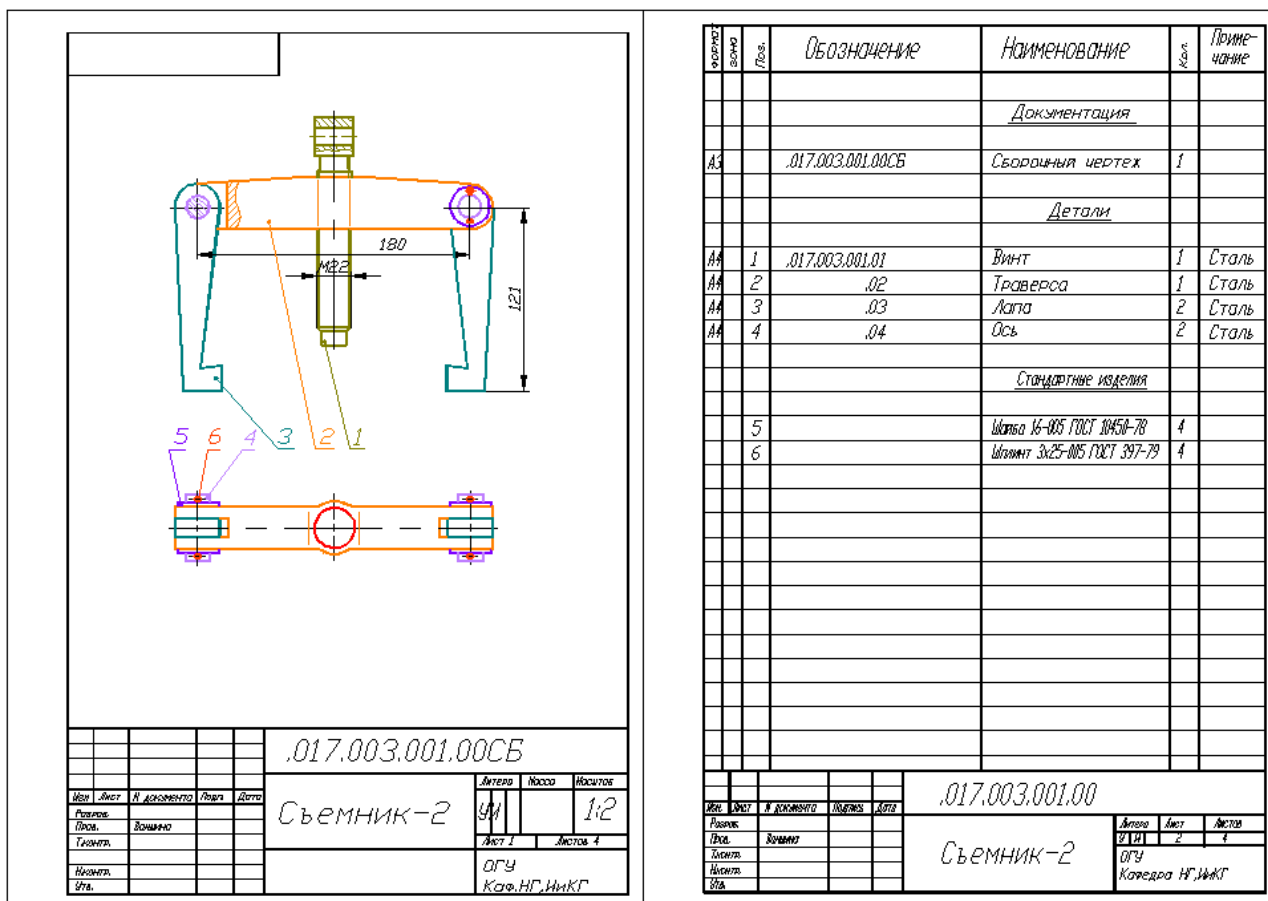 180
М22
121
5 6 4 3 2 1
.017.003.001.00СБ
Литера Масса Масштаб
Изм Лист N документа Подп. Дата
Съемник-2
УИ 1:2
Разраб.
Пров. Ваншина
Т.контр.
Лист 1 Листов 4
Н.контр.
Утв.
ОГУ
Каф.НГ,ИиКГ
Формат Зона Поз. Обозначение Наименование Кол. Приме-
чание
Документация
А3 .017.003.001.00СБ Сборочный чертеж 1
Детали
А4 1 .017.003.001.01 Винт 1 Сталь
А4 2 .02 Траверса 1 Сталь
А4 3 .03 Лапа 2 Сталь
А4 4 .04 Ось 2 Сталь
Стандартные изделия
5 Шайба 16-005 ГОСТ 10450-78 4
6 Шплинт 3х25-005 ГОСТ 397-79 4
.017.003.001.00
Изм. Лист N документа Подпись Дата
Разраб.
Пров. Ваншина
Т.контр.
Н.контр.
Утв.
Съемник-2
Литера Лист Листов
У И 2 4
ОГУ
Кафедра НГ,ИиКГ